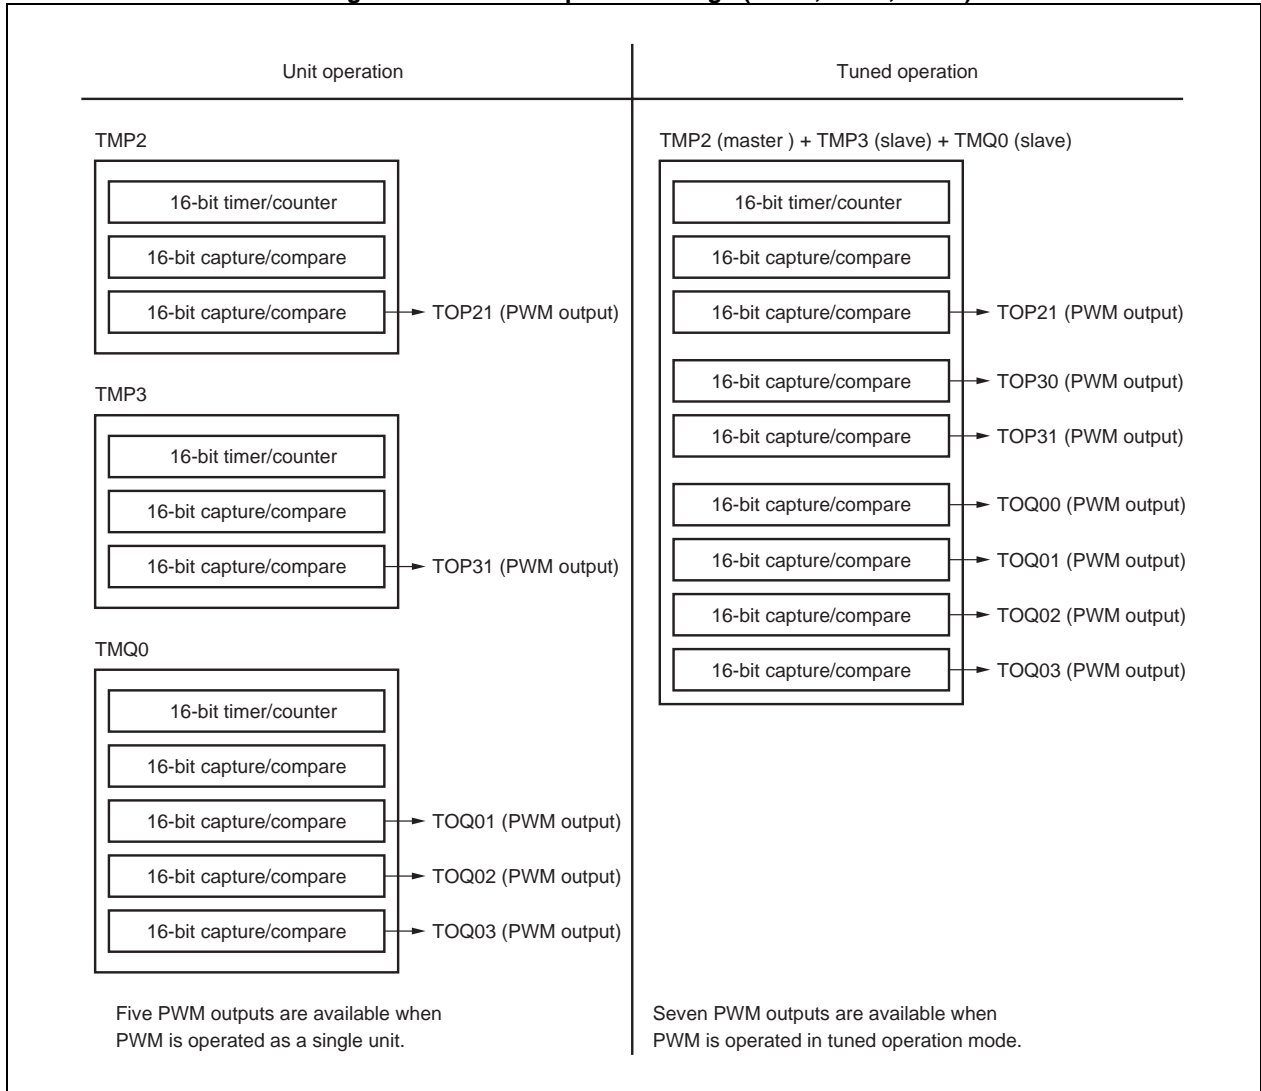 Unit operation
TMP2
16-bit timer/counter
16-bit capture/compare
16-bit capture/compare
TOP21 (PWM output)
TMP3
16-bit timer/counter
16-bit capture/compare
16-bit capture/compare
TOP31 (PWM output)
TMQ0
16-bit timer/counter
16-bit capture/compare
16-bit capture/compare
TOQ01 (PWM output)
16-bit capture/compare
TOQ02 (PWM output)
16-bit capture/compare
TOQ03 (PWM output)
Five PWM outputs are available when
PWM is operated as a single unit.
Tuned operation
TMP2 (master ) + TMP3 (slave) + TMQ0 (slave)
16-bit timer/counter
16-bit capture/compare
16-bit capture/compare
TOP21 (PWM output)
16-bit capture/compare
TOP30 (PWM output)
16-bit capture/compare
TOP31 (PWM output)
16-bit capture/compare
TOQ00 (PWM output)
16-bit capture/compare
TOQ01 (PWM output)
16-bit capture/compare
TOQ02 (PWM output)
16-bit capture/compare
TOQ03 (PWM output)
Seven PWM outputs are available when
PWM is operated in tuned operation mode.